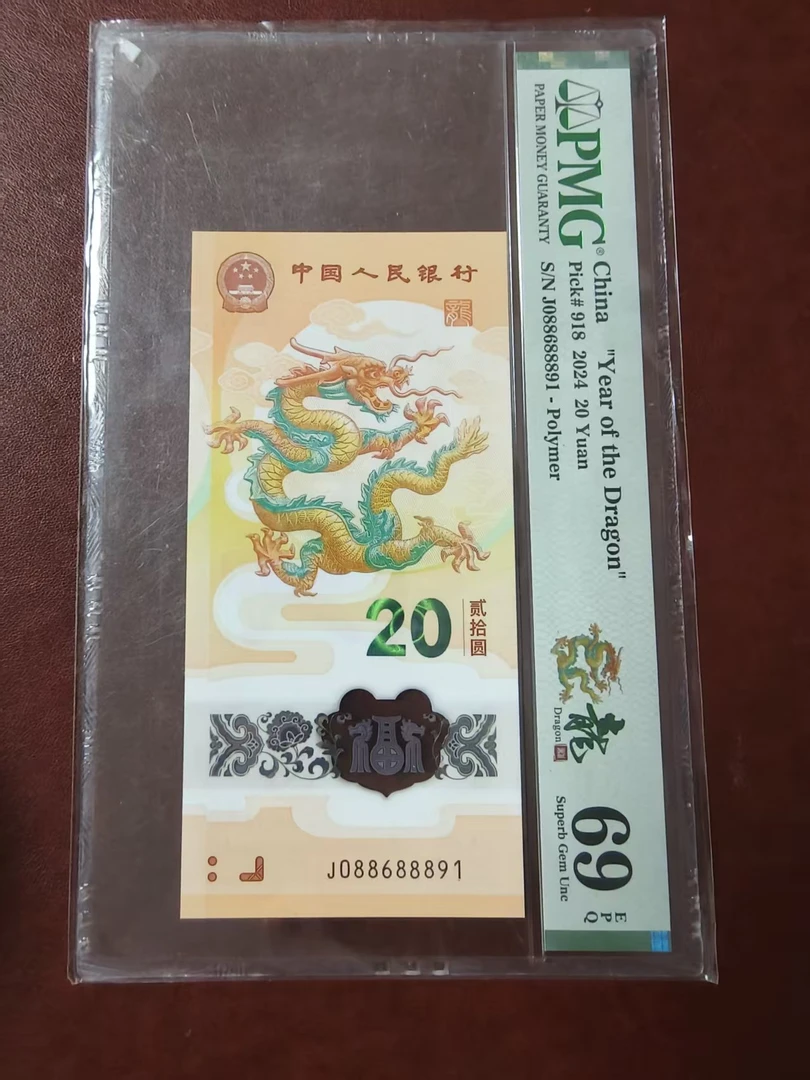 中国人民银行
龍
20
贰拾圆
J088688891
PMG®
PAPER MONEY GUARANTY
China "Year of the Dragon"
Pick# 918 2024 20 Yuan
S/N J088688891 - Polymer
龍
Dragon
69
EPQ
Superb Gem Unc